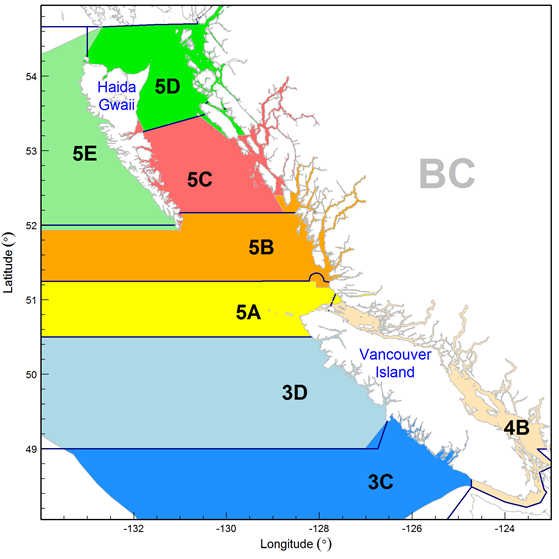 54
53
52
51
50
49
Latitude (°)
Haida
Gwaii
5D
5E
5C
BC
5B
5A
Vancouver
Island
3D
4B
3C
-132
-130
-128
-126
-124
Longitude (°)